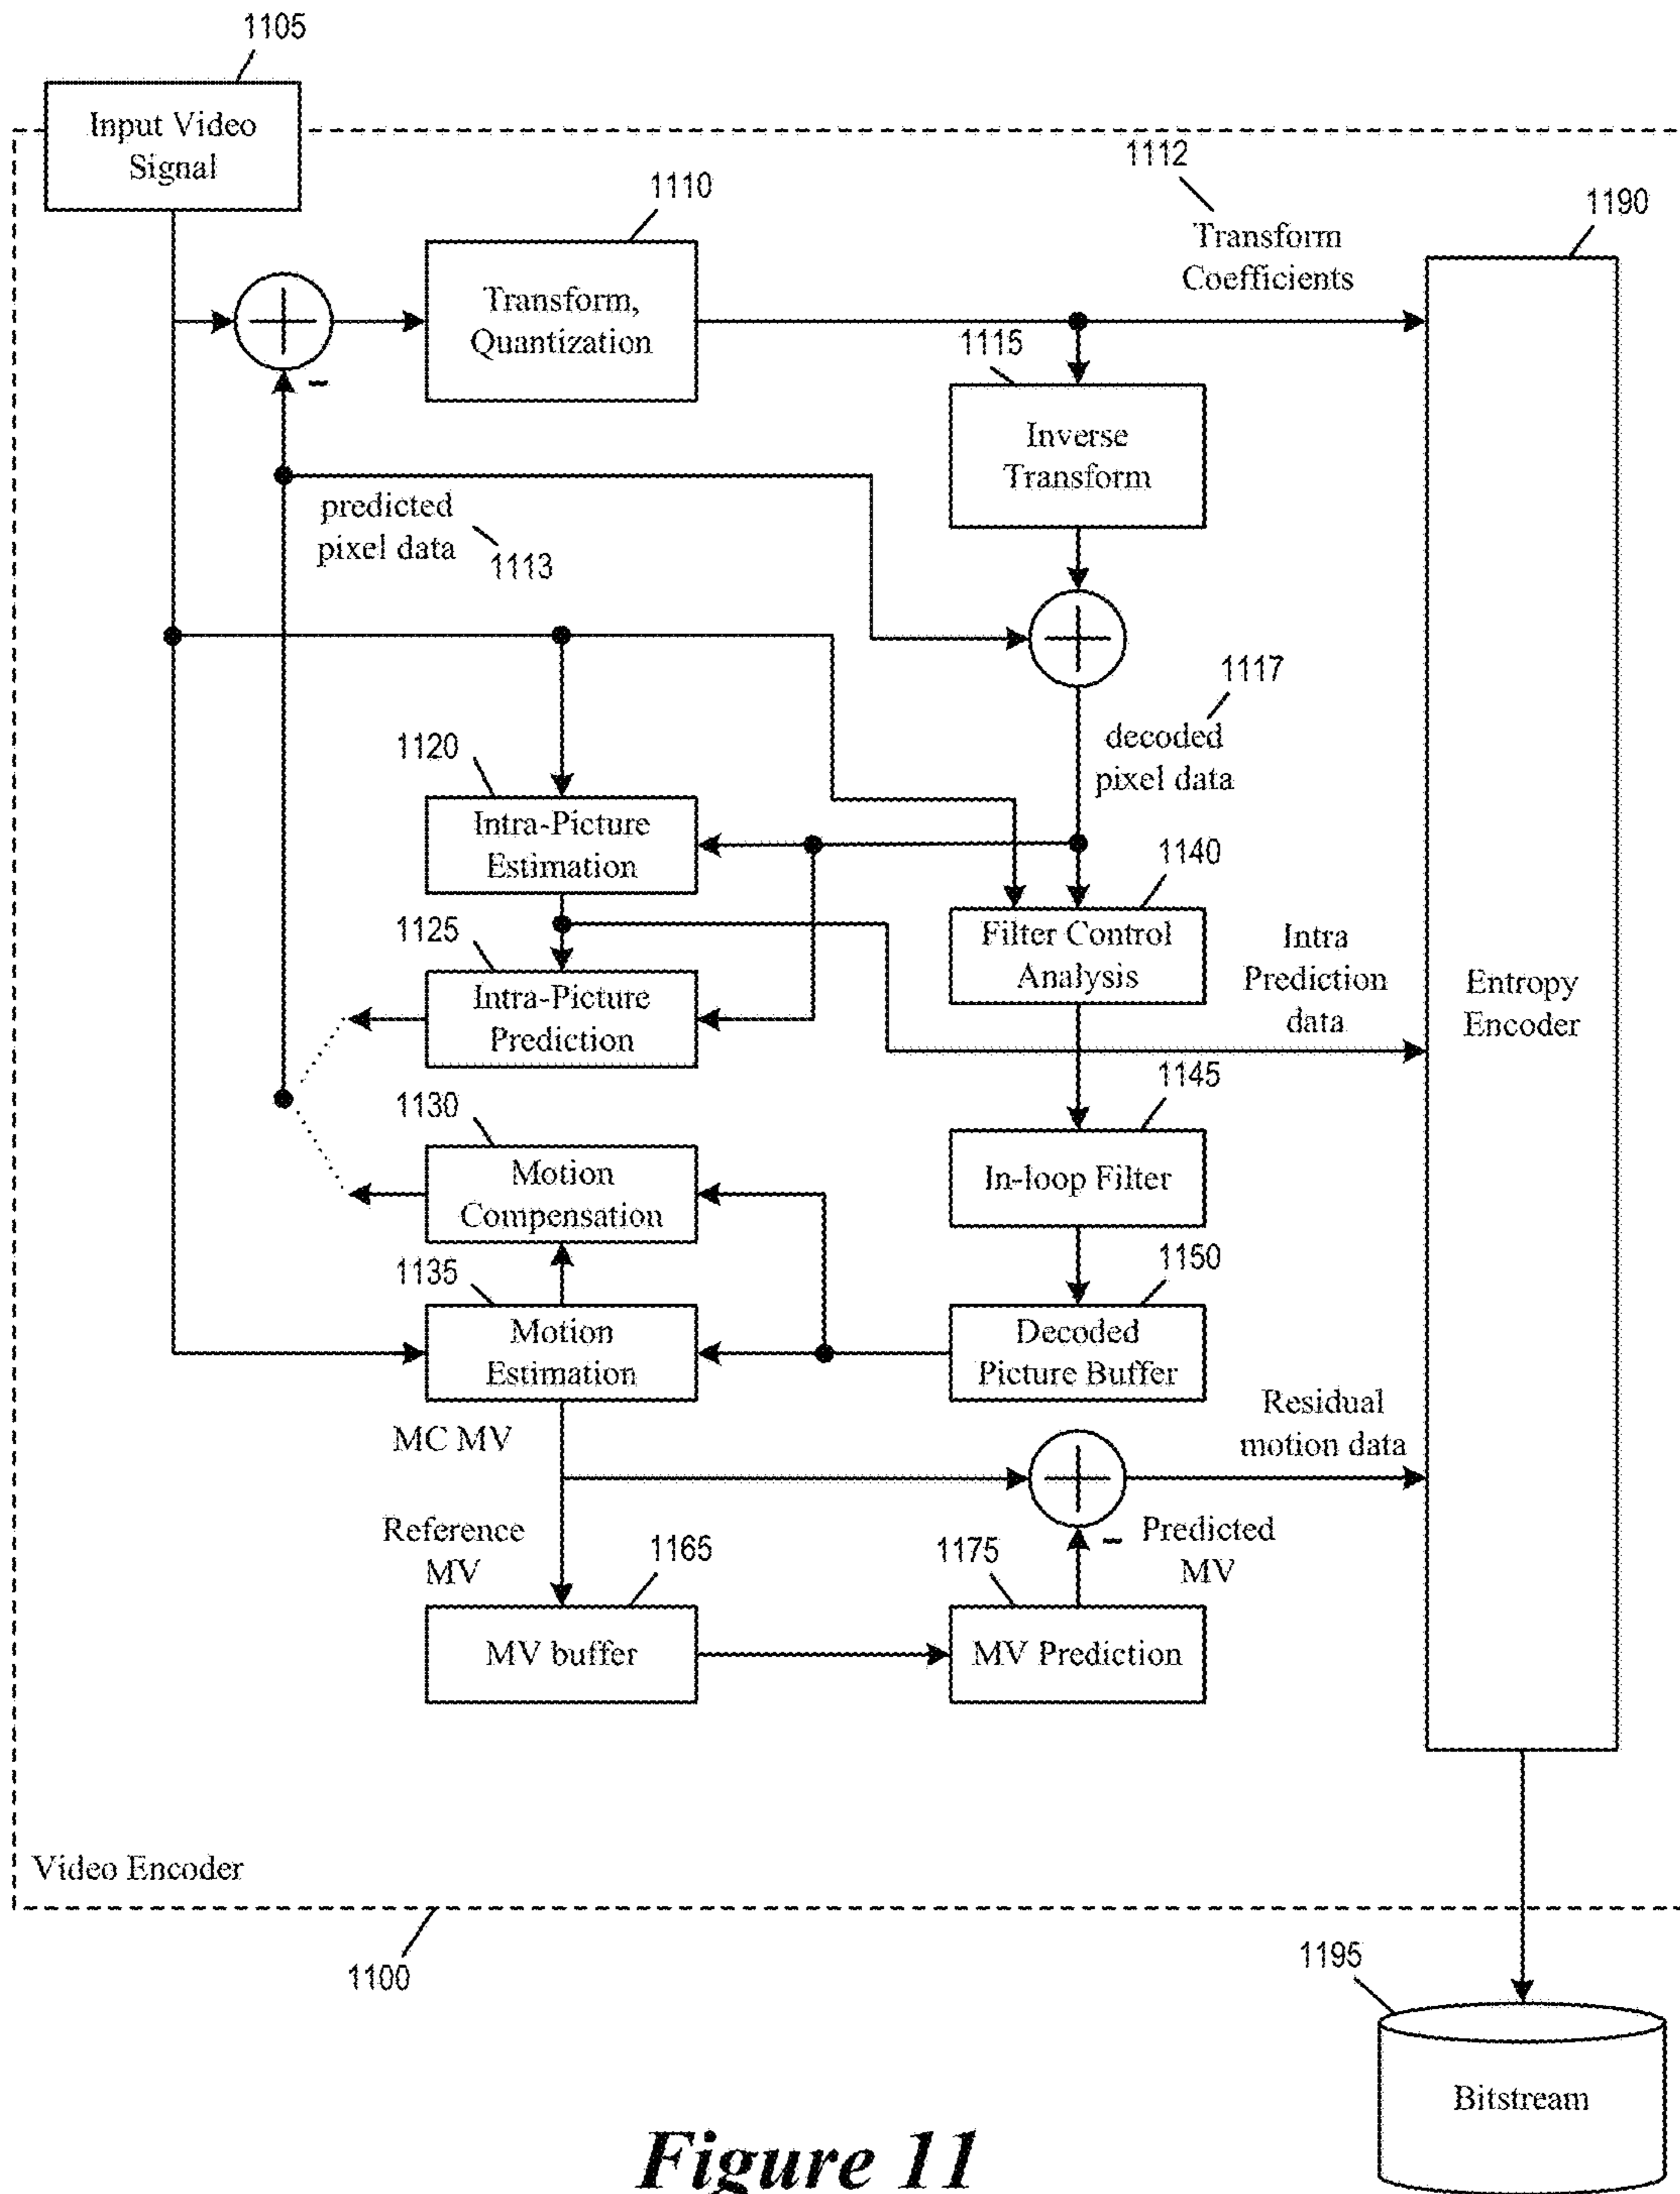 1105
Input Video
Signal
1112
1110
1190
Transform
Coefficients
Transform,
Quantization
1115
Inverse
Transform
-
predicted
pixel data
1113
1117
decoded
pixel data
1120
Intra-Picture
Estimation
1140
Filter Control
Analysis
Intra
Prediction
data
Entropy
Encoder
1125
Intra-Picture
Prediction
1145
1130
Motion
Compensation
In-loop Filter
1135
1150
Motion
Estimation
Decoded
Picture Buffer
MC MV
Residual
motion data
Reference
MV
1165
1175
-
Predicted
MV
MV buffer
MV Prediction
Video Encoder
1100
1195
Bitstream
Figure 11